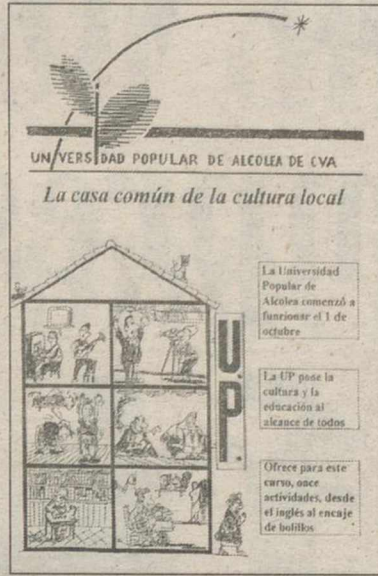 UNIVERSIDAD POPULAR DE ALCOLEA DE CVA
La casa común de la cultura local
La Universidad
Popular de
Alcolea comenzó a
funcionar el 1 de
octubre
U.P.
La UP pone la
cultura y la
educación al
alcance de todos
Ofrece para este
curso, once
actividades, desde
el inglés al encaje
de bolillos